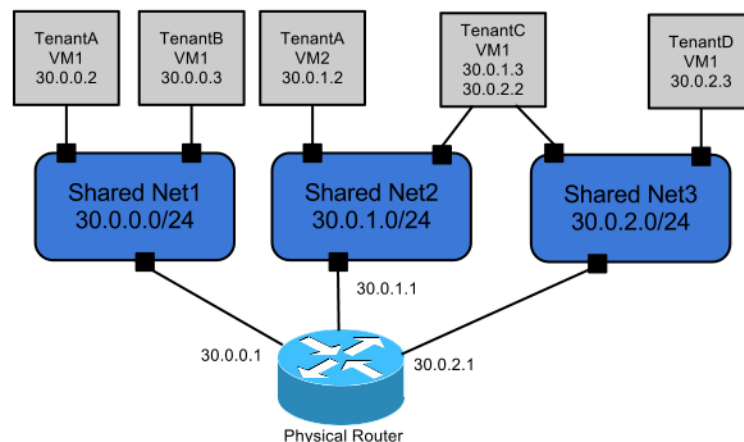 TenantA
VM1
30.0.0.2
TenantB
VM1
30.0.0.3
TenantA
VM2
30.0.1.2
TenantC
VM1
30.0.1.3
30.0.2.2
TenantD
VM1
30.0.2.3
Shared Net1
30.0.0.0/24
Shared Net2
30.0.1.0/24
Shared Net3
30.0.2.0/24
30.0.1.1
30.0.0.1
30.0.2.1
Physical Router